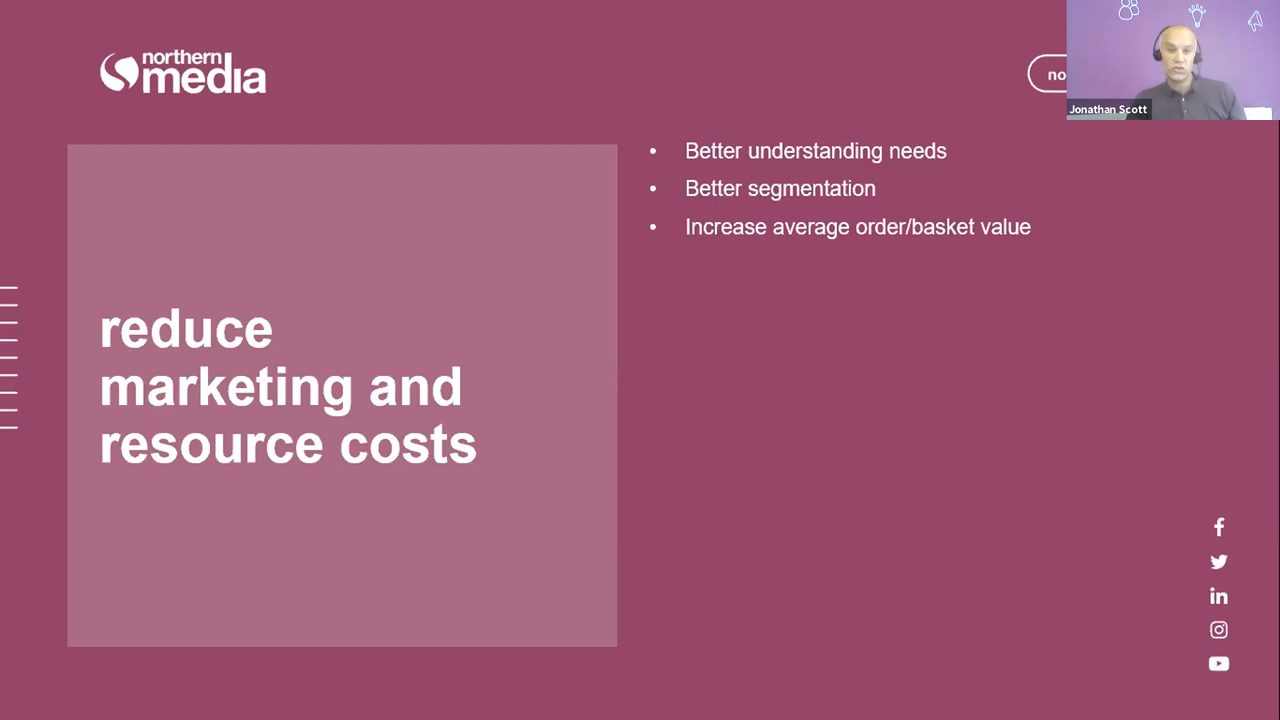 northern
media
no
Jonathan Scott
• Better understanding needs
• Better segmentation
• Increase average order/basket value
reduce
marketing and
resource costs